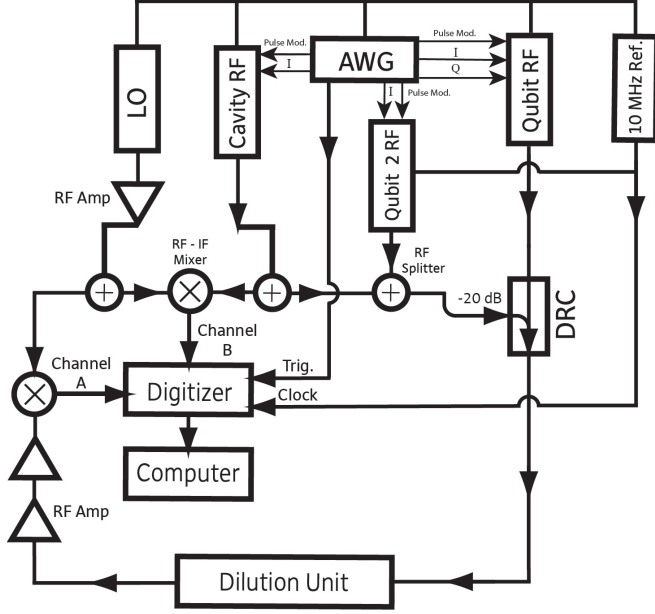 Pulse Mod.
I
AWG
Pulse Mod.
I
Q
I
Pulse Mod.
LO
Cavity RF
Qubit 2 RF
Qubit RF
10 MHz Ref.
RF Amp
RF - IF
Mixer
RF
Splitter
+
×
+
+
-20 dB
DRC
Channel
B
Channel
A
×
Trig.
Clock
Digitizer
Computer
RF Amp
Dilution Unit